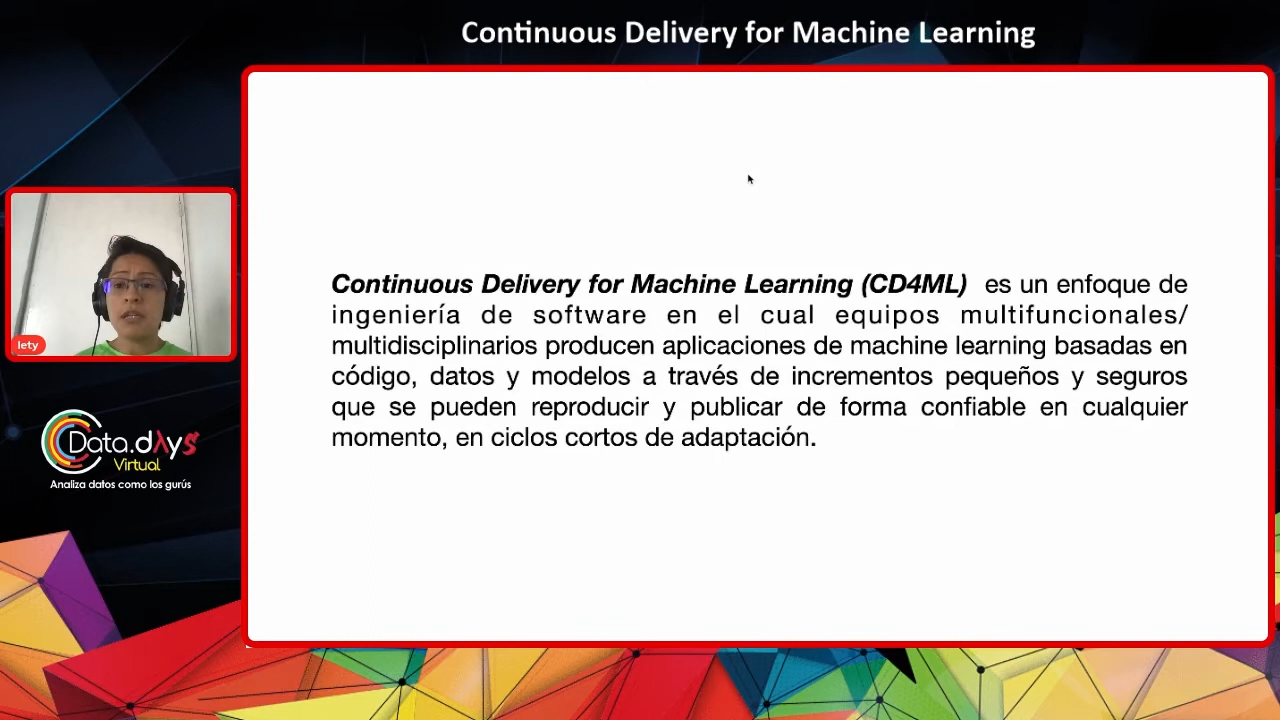 Continuous Delivery for Machine Learning
Continuous Delivery for Machine Learning (CD4ML) es un enfoque de
ingeniería de software en el cual equipos multifuncionales/
multidisciplinarios producen aplicaciones de machine learning basadas en
código, datos y modelos a través de incrementos pequeños y seguros
que se pueden reproducir y publicar de forma confiable en cualquier
momento, en ciclos cortos de adaptación.
lety
Data.dAys
Virtual
Analiza datos como los gurús